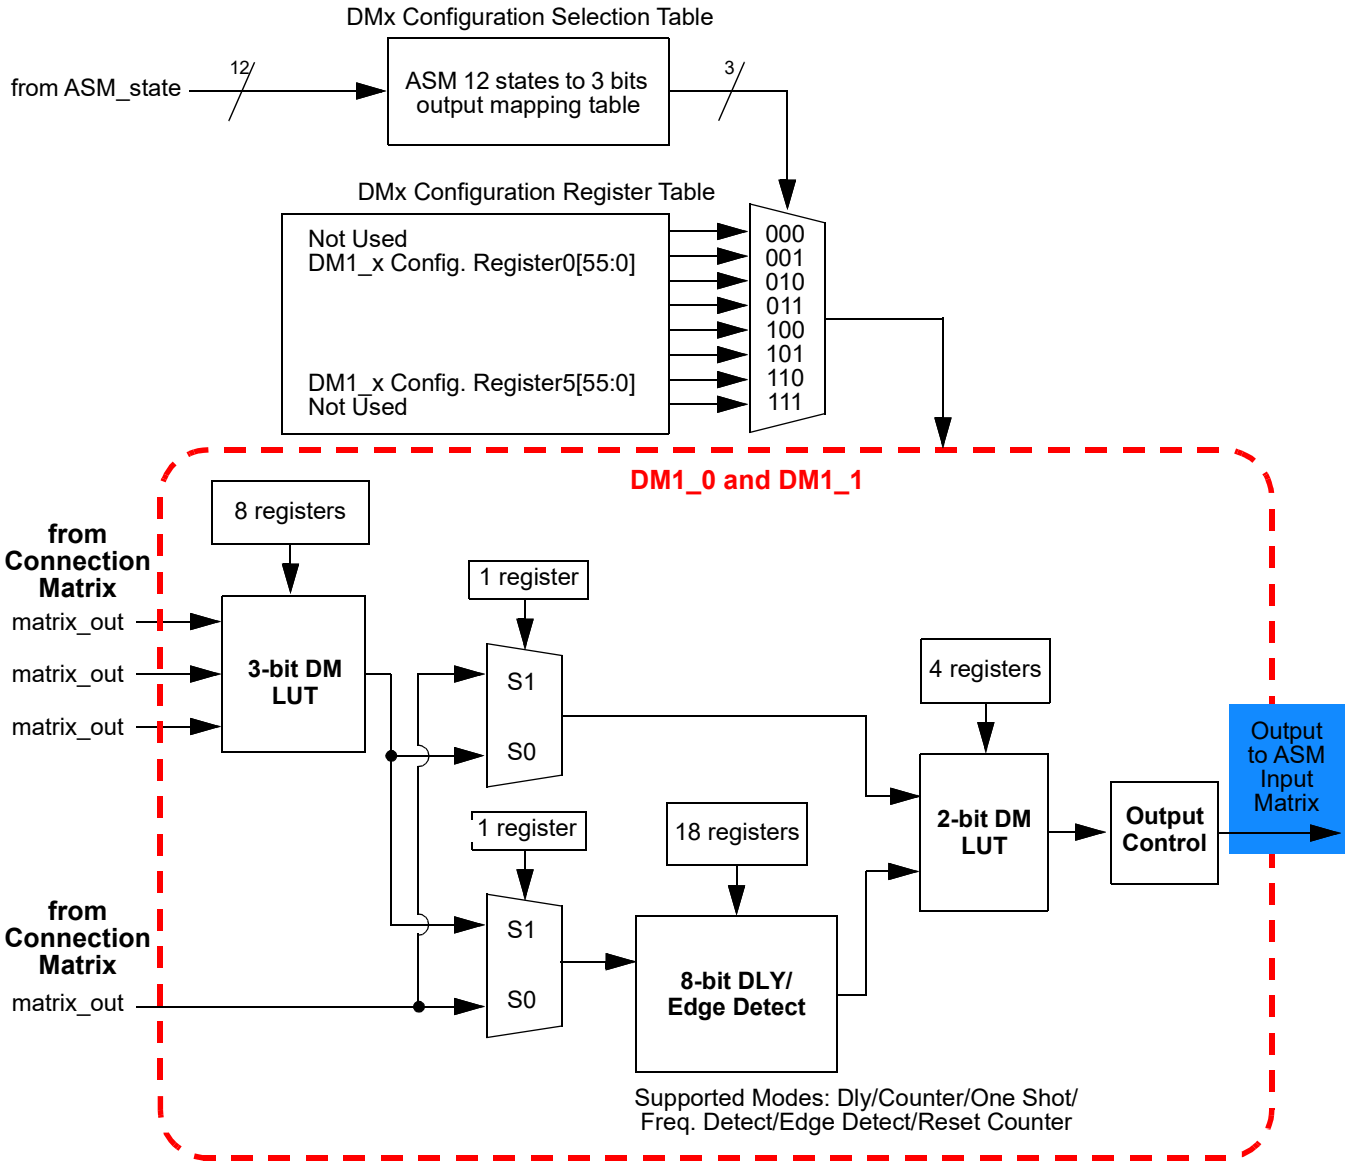 DMx Configuration Selection Table
from ASM_state
12
ASM 12 states to 3 bits
output mapping table
3
DMx Configuration Register Table
Not Used
DM1_x Config. Register0[55:0]
DM1_x Config. Register5[55:0]
Not Used
000
001
010
011
100
101
110
111
DM1_0 and DM1_1
8 registers
from
Connection
Matrix
matrix_out
matrix_out
matrix_out
3-bit DM
LUT
1 register
S1
S0
4 registers
Output
to ASM
Input
Matrix
1 register
18 registers
2-bit DM
LUT
Output
Control
from
Connection
Matrix
matrix_out
S1
S0
8-bit DLY/
Edge Detect
Supported Modes: Dly/Counter/One Shot/
Freq. Detect/Edge Detect/Reset Counter